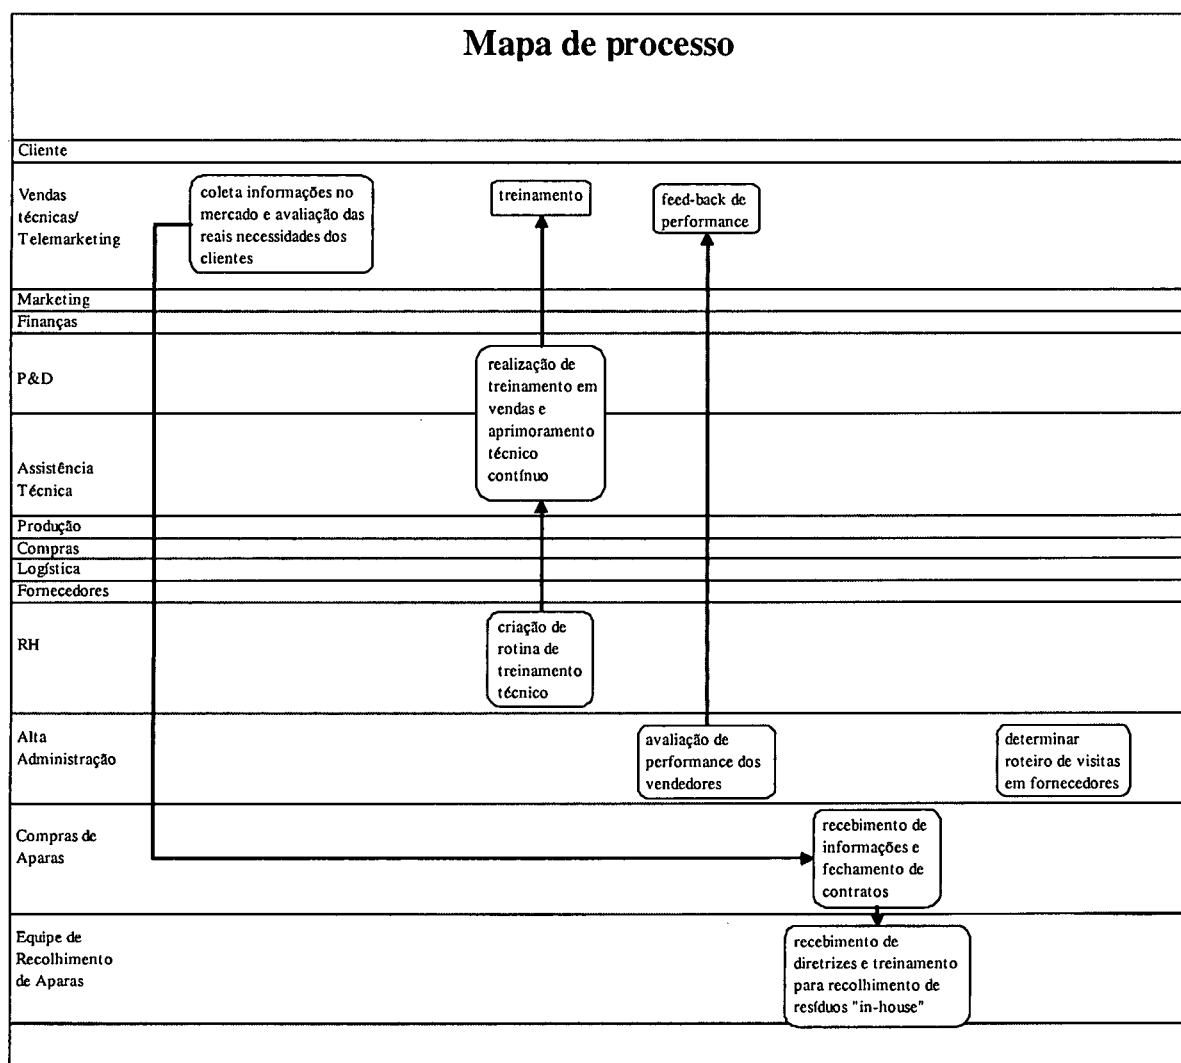 Mapa de processo
Cliente
Vendas
técnicas/
Telemarketing
coleta informações no
mercado e avaliação das
reais necessidades dos
clientes
treinamento
feed-back de
performance
Marketing
Finanças
P&D
realização de
treinamento em
vendas e
aprimoramento
técnico
contínuo
Assistência
Técnica
Produção
Compras
Logística
Fornecedores
RH
criação de
rotina de
treinamento
técnico
Alta
Administração
avaliação de
performance dos
vendedores
determinar
roteiro de visitas
em fornecedores
Compras de
Aparas
recebimento de
informações e
fechamento de
contratos
Equipe de
Recolhimento
de Aparas
recebimento de
diretrizes e treinamento
para recolhimento de
resíduos "in-house"